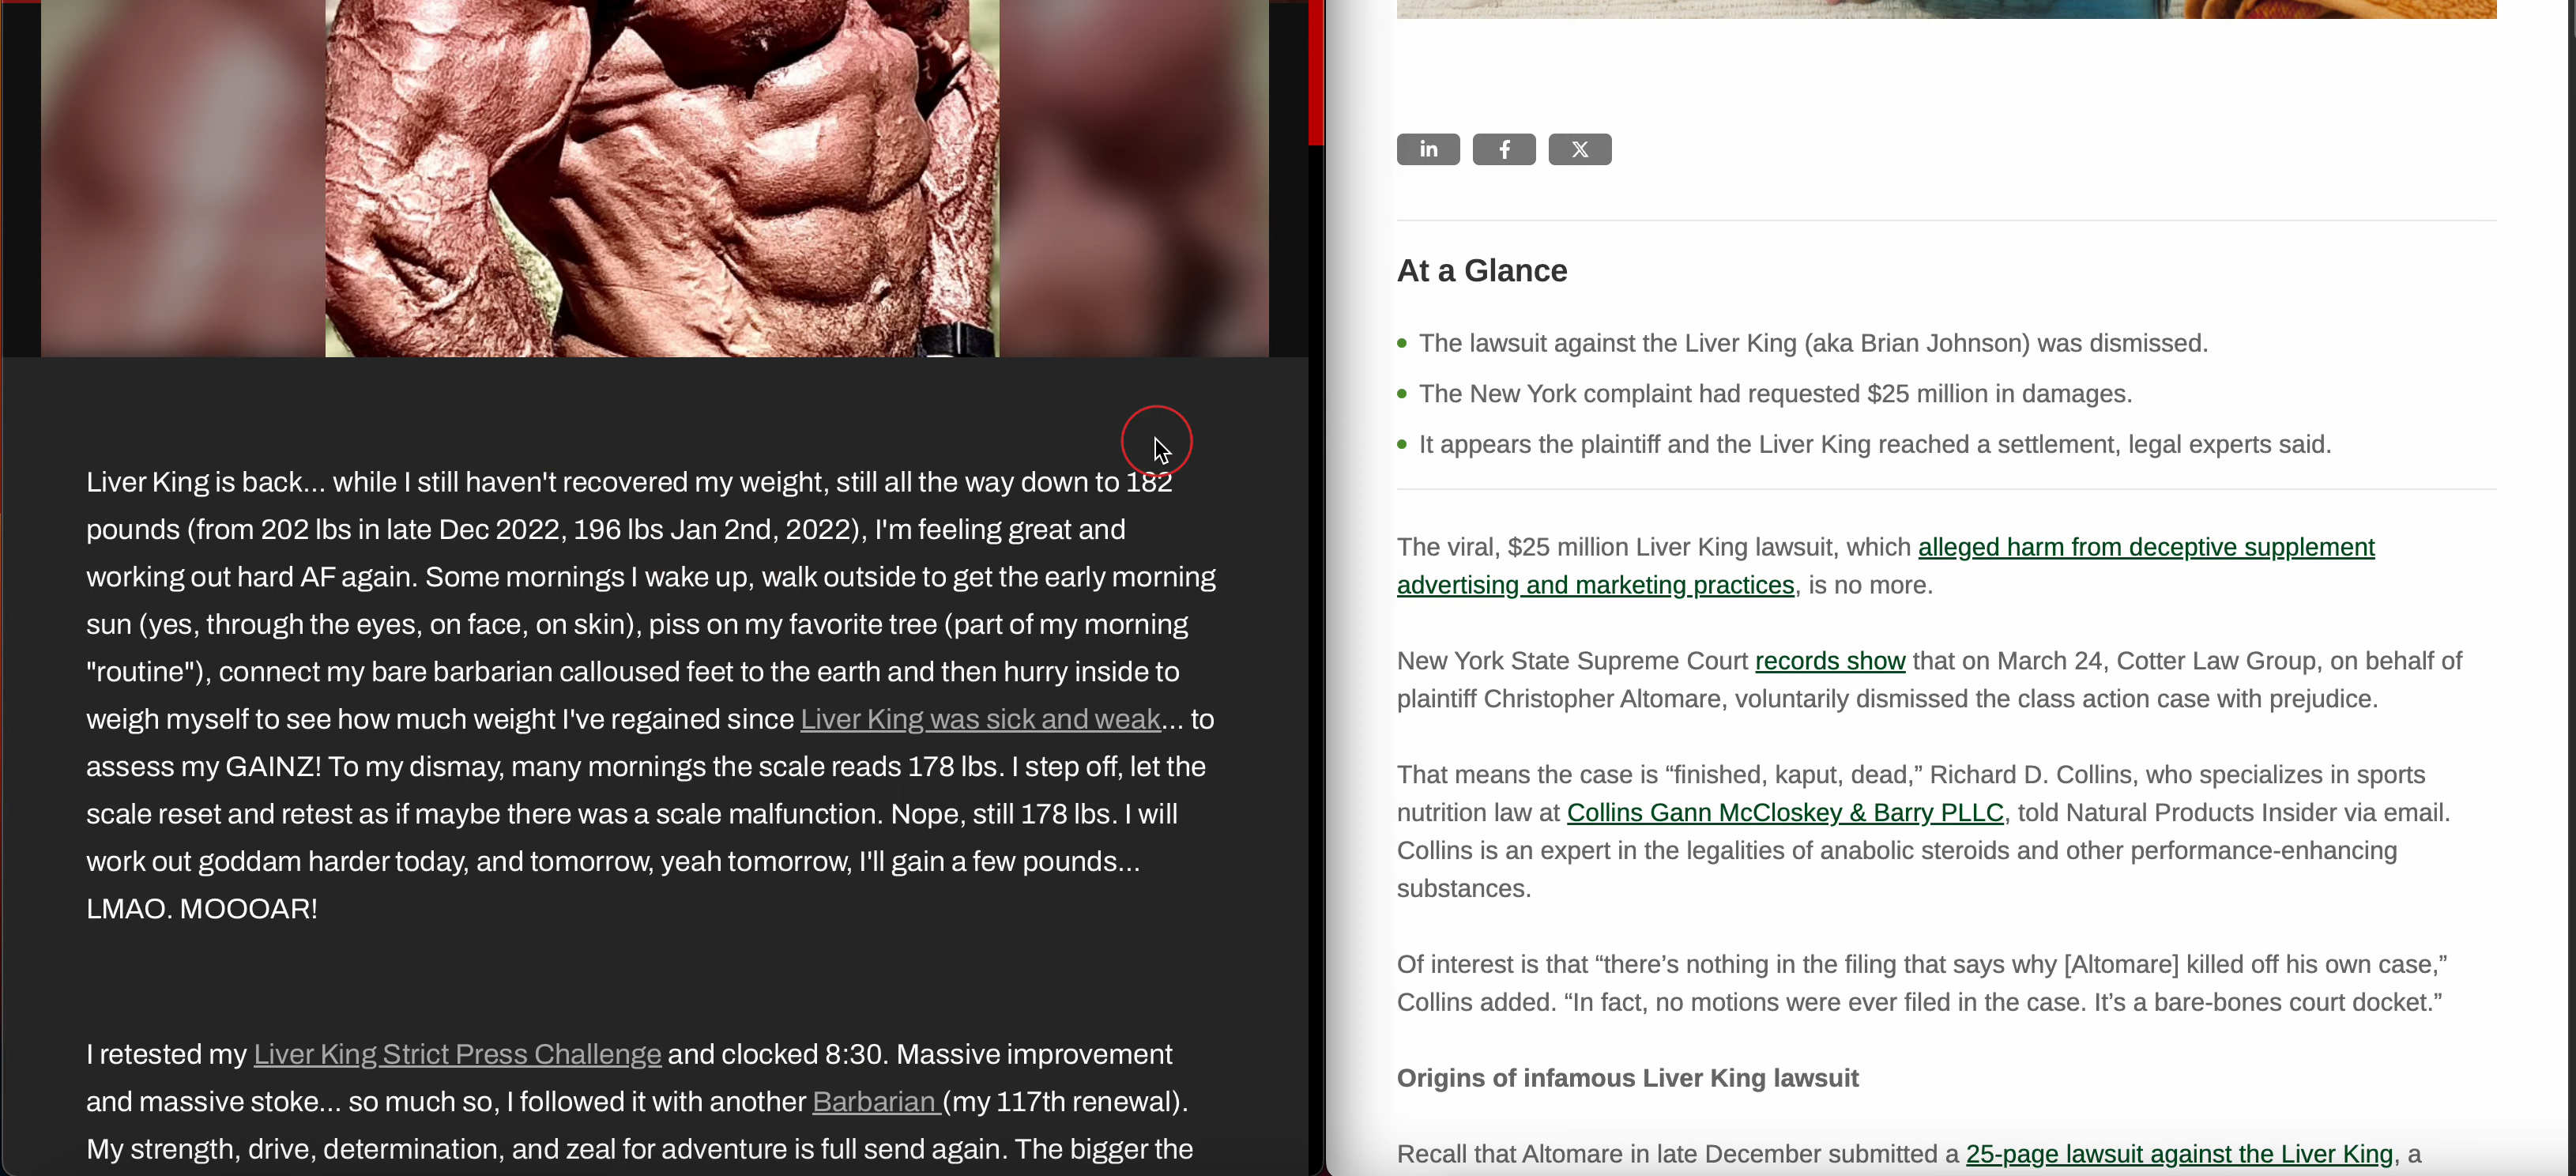 Liver King is back... while I still haven't recovered my weight, still all the way down to 182
pounds (from 202 lbs in late Dec 2022, 196 lbs Jan 2nd, 2022), I'm feeling great and
working out hard AF again. Some mornings I wake up, walk outside to get the early morning
sun (yes, through the eyes, on face, on skin), piss on my favorite tree (part of my morning
"routine"), connect my bare barbarian calloused feet to the earth and then hurry inside to
weigh myself to see how much weight I've regained since Liver King was sick and weak... to
assess my GAINZ! To my dismay, many mornings the scale reads 178 lbs. I step off, let the
scale reset and retest as if maybe there was a scale malfunction. Nope, still 178 lbs. I will
work out goddam harder today, and tomorrow, yeah tomorrow, I'll gain a few pounds...
LMAO. MOOOAR!
I retested my Liver King Strict Press Challenge and clocked 8:30. Massive improvement
and massive stoke... so much so, I followed it with another Barbarian (my 117th renewal).
My strength, drive, determination, and zeal for adventure is full send again. The bigger the
in f X
At a Glance
The lawsuit against the Liver King (aka Brian Johnson) was dismissed.
The New York complaint had requested $25 million in damages.
It appears the plaintiff and the Liver King reached a settlement, legal experts said.
The viral, $25 million Liver King lawsuit, which alleged harm from deceptive supplement
advertising and marketing practices, is no more.
New York State Supreme Court records show that on March 24, Cotter Law Group, on behalf of
plaintiff Christopher Altomare, voluntarily dismissed the class action case with prejudice.
That means the case is “finished, kaput, dead,” Richard D. Collins, who specializes in sports
nutrition law at Collins Gann McCloskey & Barry PLLC, told Natural Products Insider via email.
Collins is an expert in the legalities of anabolic steroids and other performance-enhancing
substances.
Of interest is that “there’s nothing in the filing that says why [Altomare] killed off his own case,”
Collins added. “In fact, no motions were ever filed in the case. It’s a bare-bones court docket.”
Origins of infamous Liver King lawsuit
Recall that Altomare in late December submitted a 25-page lawsuit against the Liver King, a